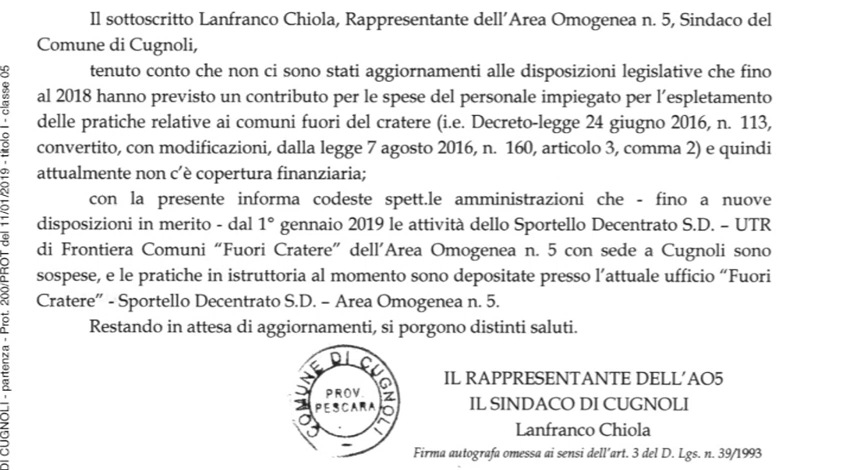 Il sottoscritto Lanfranco Chiola, Rappresentante dell'Area Omogenea n. 5, Sindaco del
Comune di Cugnoli,
tenuto conto che non ci sono stati aggiornamenti alle disposizioni legislative che fino
al 2018 hanno previsto un contributo per le spese del personale impiegato per l'espletamento
delle pratiche relative ai comuni fuori del cratere (i.e. Decreto-legge 24 giugno 2016, n. 113,
convertito, con modificazioni, dalla legge 7 agosto 2016, n. 160, articolo 3, comma 2) e quindi
attualmente non c'è copertura finanziaria;
con la presente informa codeste spett.le amministrazioni che - fino a nuove
disposizioni in merito - dal 1° gennaio 2019 le attività dello Sportello Decentrato S.D. – UTR
di Frontiera Comuni "Fuori Cratere" dell'Area Omogenea n. 5 con sede a Cugnoli sono
sospese, e le pratiche in istruttoria al momento sono depositate presso l'attuale ufficio "Fuori
Cratere" - Sportello Decentrato S.D. – Area Omogenea n. 5.
Restando in attesa di aggiornamenti, si porgono distinti saluti.
IL RAPPRESENTANTE DELL'AO5
IL SINDACO DI CUGNOLI
Lanfranco Chiola
Firma autografa omessa ai sensi dell'art. 3 del D. Lgs. n. 39/1993
COMUNE DI CUGNOLI
PROV.
PESCARA
DI CUGNOLI - partenza - Prot. 200/PROT del 11/01/2019 - titolo I - classe 05